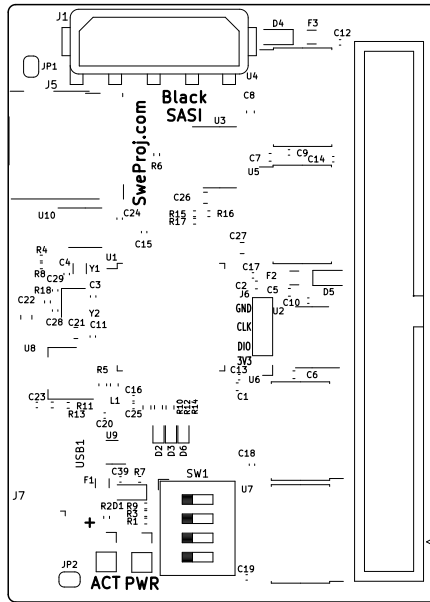 J1
D4
F3
C12
JP1
J5
U4
Black
SASI
C8
SweProj.com
U3
R6
C7
C9
C14
U5
C26
U10
R15
R16
R17
C24
C15
C27
R4
R8
C4
Y1
U1
C29
C17
F2
R18
C3
C2
C5
J6
D5
C10
C22
C28
Y2
GND
U2
C21
C11
CLK
U8
DIO
3V3
R5
C13
U6
C6
C16
C1
C23
R11
L1
R13
C25
R10
R12
R14
C20
U9
USB1
D2
D3
D6
C18
F1
C39
R7
SW1
U7
J7
D1
R2
R9
R3
R1
+
JP2
ACT
PWR
C19